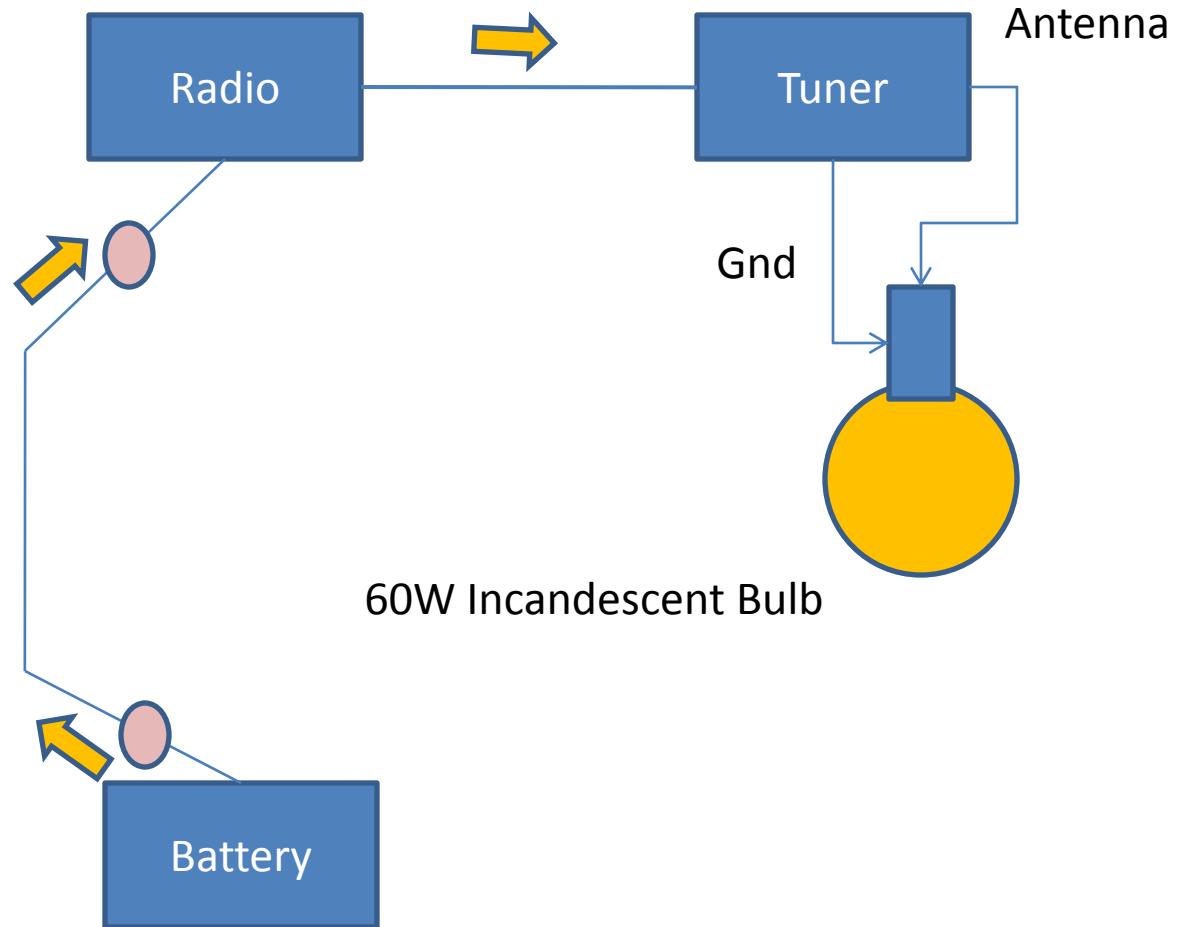 Antenna
Radio
Tuner
Gnd
60W Incandescent Bulb
Battery